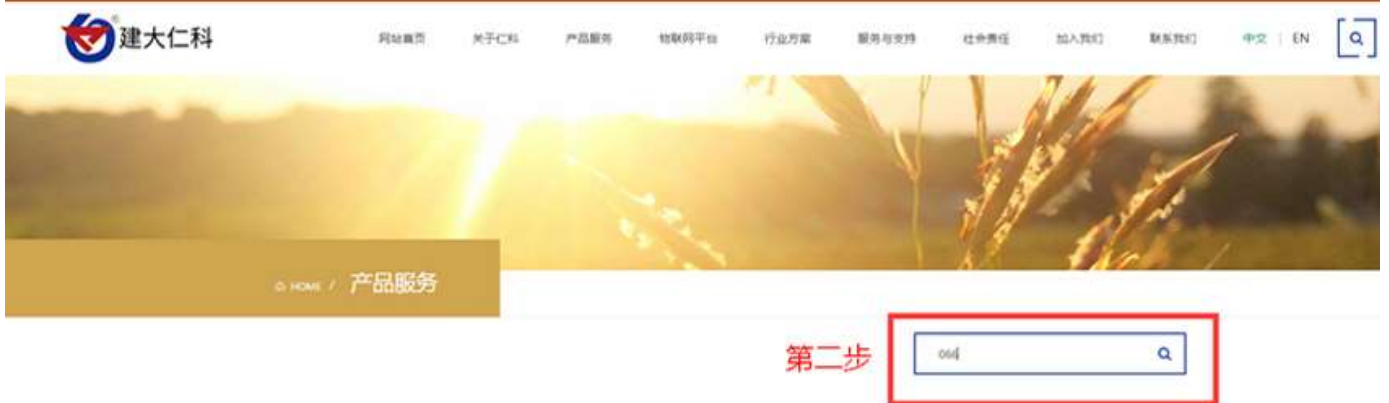 建大仁科
网站首页 关于仁科 产品服务 物联网平台 行业方案 服务与支持 社会责任 加入我们 联系我们 中文 | EN
HOME / 产品服务
第二步
066